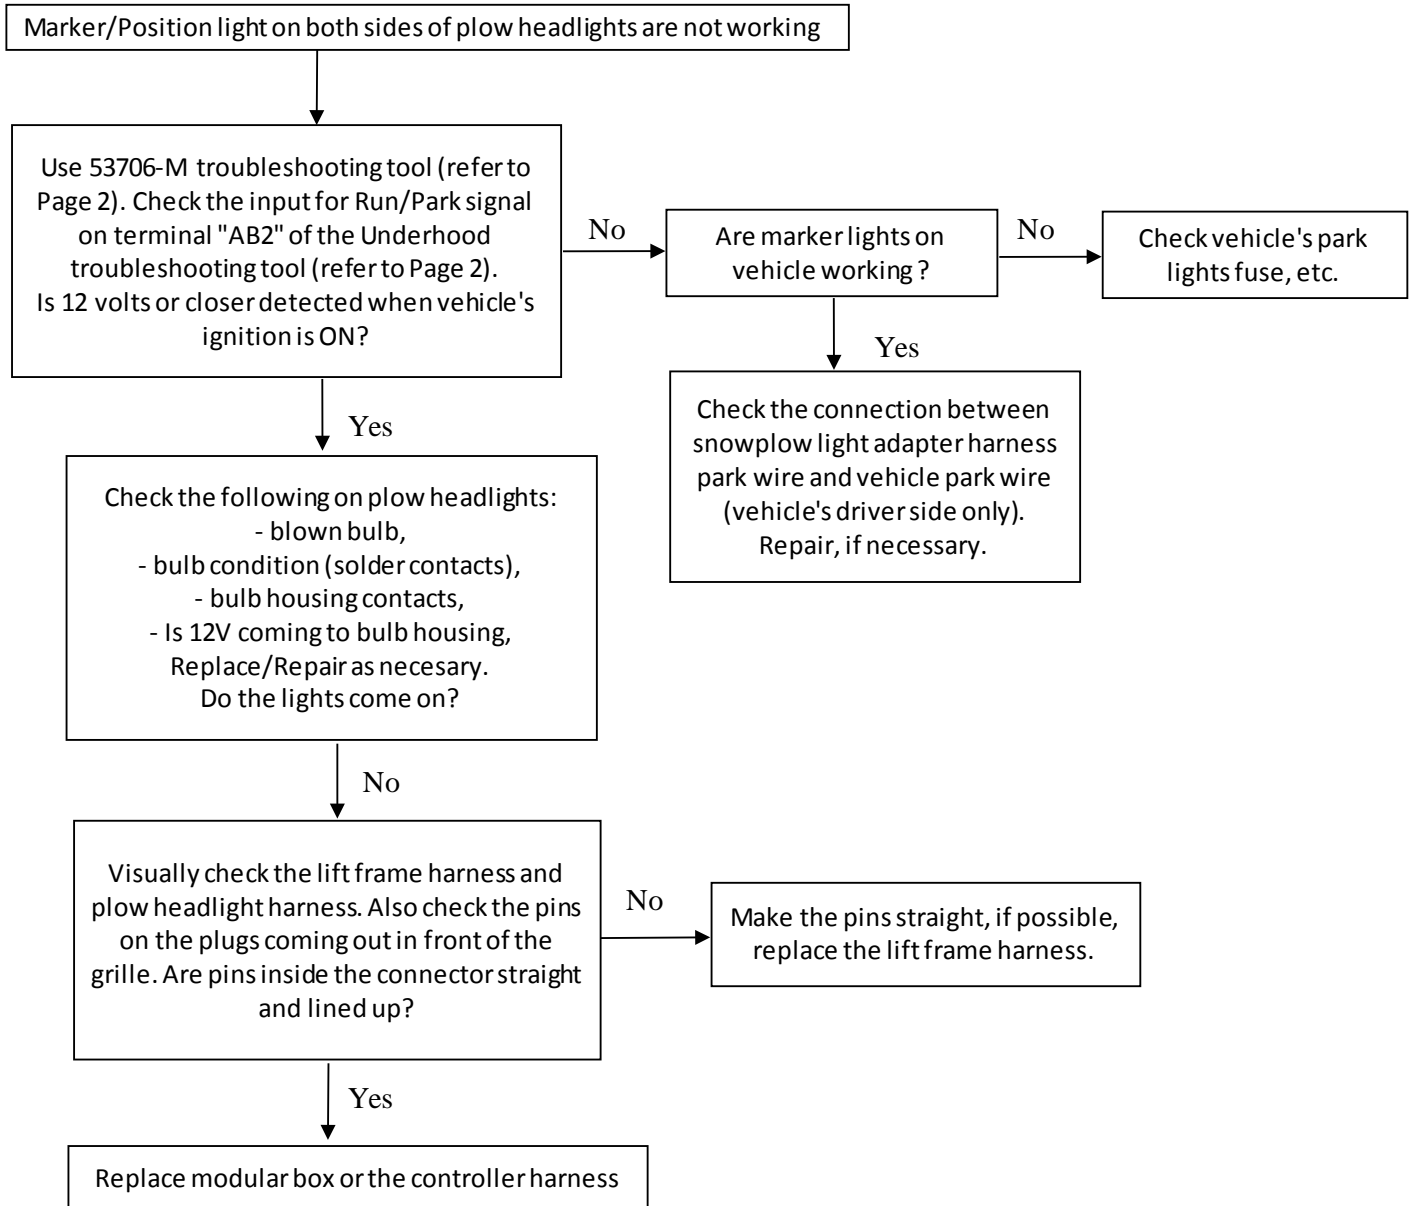 Marker/Position light on both sides of plow headlights are not working
Use 53706-M troubleshooting tool (refer to
Page 2). Check the input for Run/Park signal
on terminal "AB2" of the Underhood
troubleshooting tool (refer to Page 2).
Is 12 volts or closer detected when vehicle's
ignition is ON?
No
Are marker lights on
vehicle working ?
No
Check vehicle's park
lights fuse, etc.
Yes
Check the connection between
snowplow light adapter harness
park wire and vehicle park wire
(vehicle's driver side only).
Repair, if necessary.
Yes
Check the following on plow headlights:
- blown bulb,
- bulb condition (solder contacts),
- bulb housing contacts,
- Is 12V coming to bulb housing,
Replace/Repair as necesary.
Do the lights come on?
No
Visually check the lift frame harness and
plow headlight harness. Also check the pins
on the plugs coming out in front of the
grille. Are pins inside the connector straight
and lined up?
No
Make the pins straight, if possible,
replace the lift frame harness.
Yes
Replace modular box or the controller harness